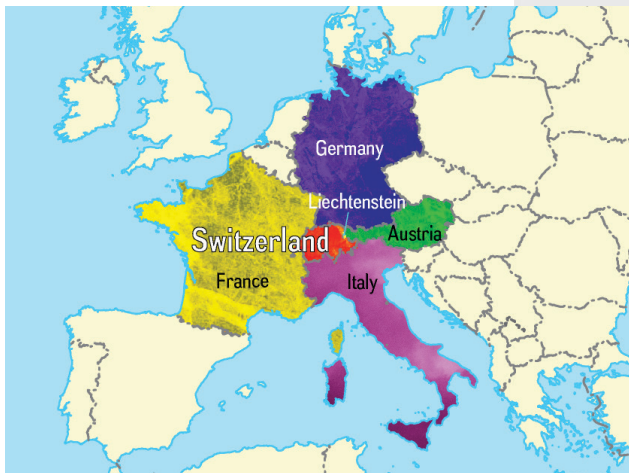 Germany
Liechtenstein
Switzerland
Austria
France
Italy